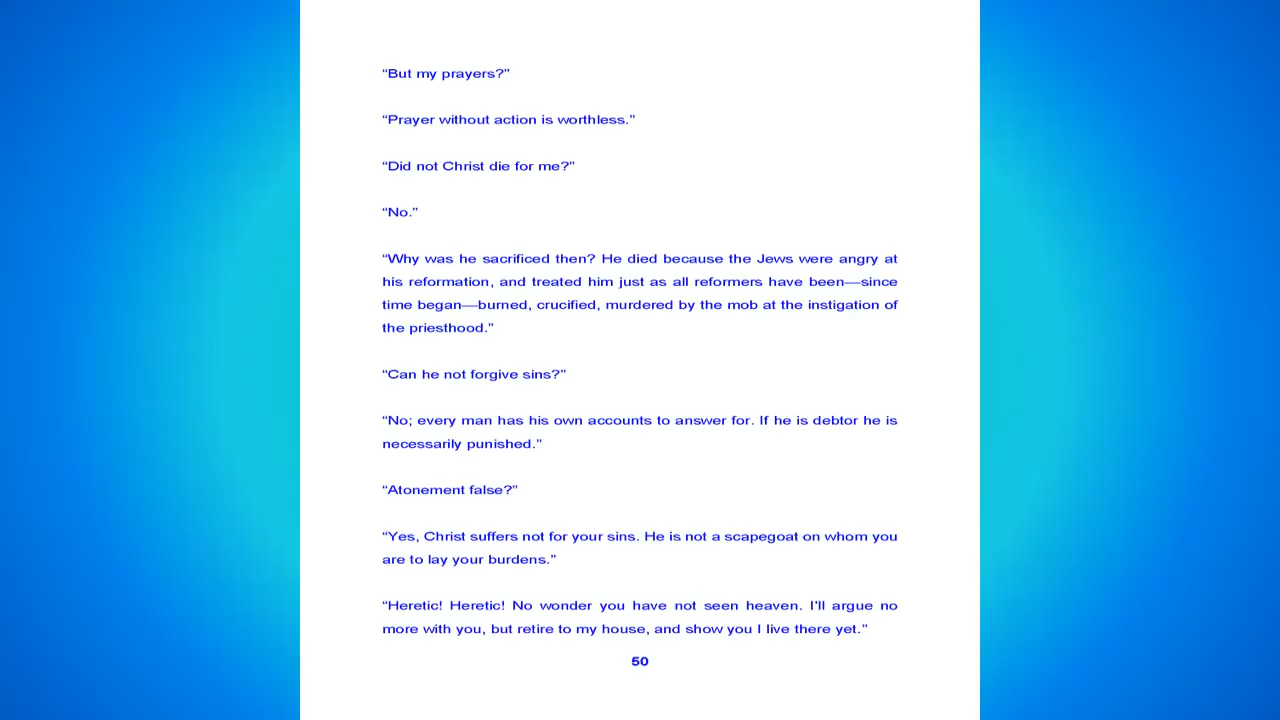 “But my prayers?”
“Prayer without action is worthless.”
“Did not Christ die for me?”
“No.”
“Why was he sacrificed then? He died because the Jews were angry at
his reformation, and treated him just as all reformers have been—since
time began—burned, crucified, murdered by the mob at the instigation of
the priesthood.”
“Can he not forgive sins?”
“No; every man has his own accounts to answer for. If he is debtor he is
necessarily punished.”
“Atonement false?”
“Yes, Christ suffers not for your sins. He is not a scapegoat on whom you
are to lay your burdens.”
“Heretic! Heretic! No wonder you have not seen heaven. I'll argue no
more with you, but retire to my house, and show you I live there yet.”
50